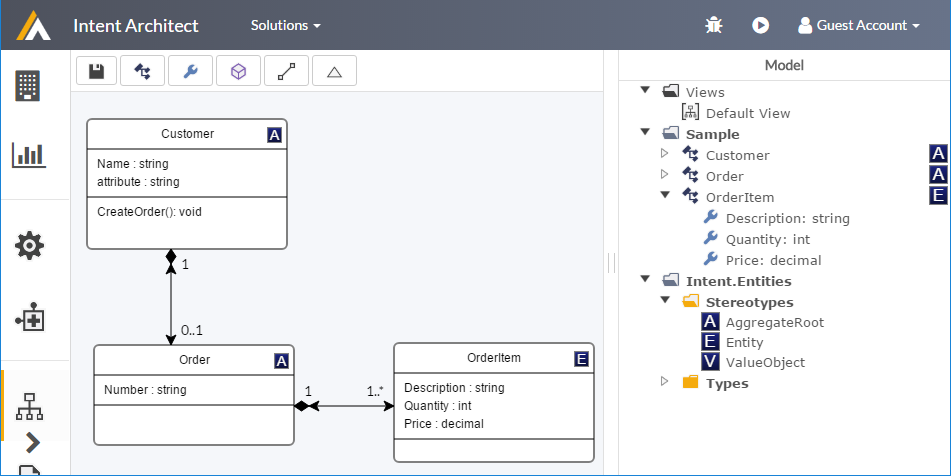 Intent Architect
Solutions
Guest Account
Model
Views
Default View
Sample
Customer
A
Order
A
OrderItem
E
Description: string
Quantity: int
Price: decimal
Intent.Entities
Stereotypes
A AggregateRoot
E Entity
V ValueObject
Types
Customer A
Name : string
attribute : string
CreateOrder(): void
1
0..1
Order A
Number : string
1
1..*
OrderItem E
Description : string
Quantity : int
Price : decimal